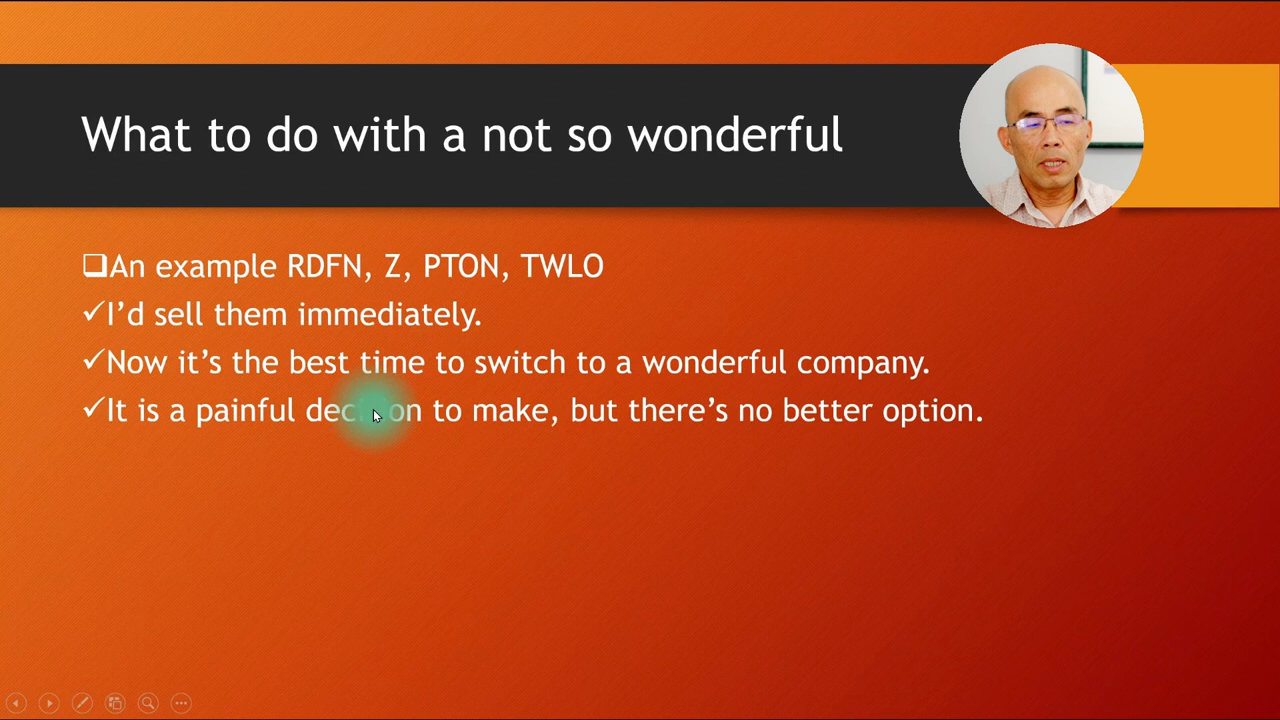 What to do with a not so wonderful
An example RDFN, Z, PTON, TWLO
I'd sell them immediately.
Now it's the best time to switch to a wonderful company.
It is a painful decision to make, but there's no better option.